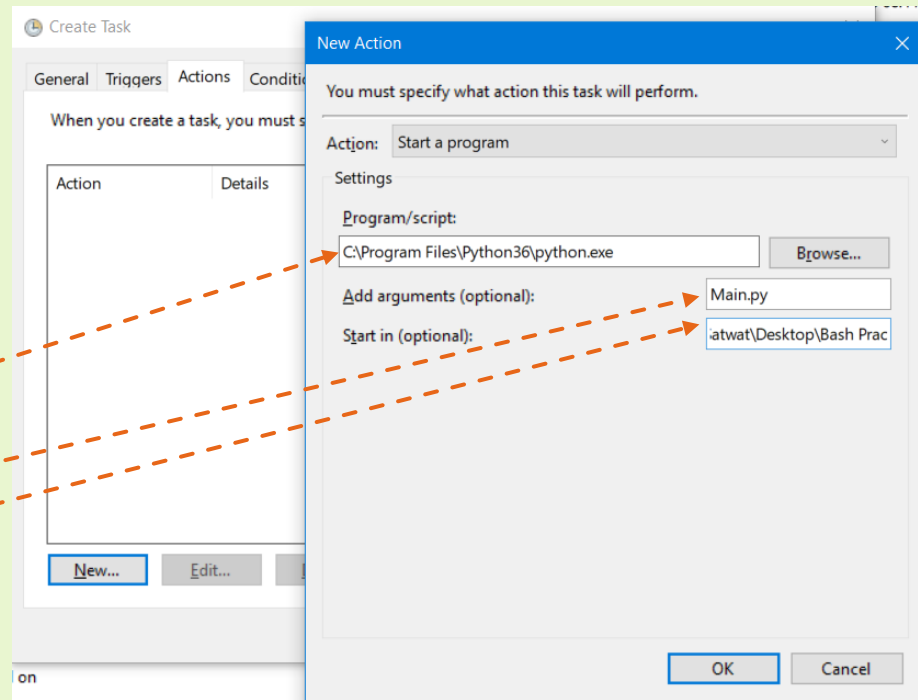 Create Task
General Triggers Actions
When you create a task, you must
Action Details
New... Edit...
on
New Action
You must specify what action this task will perform.
Action: Start a program
Settings
Program/script:
C:\Program Files\Python36\python.exe Browse...
Add arguments (optional): Main.py
Start in (optional): atwat\Desktop\Bash Prac
OK Cancel